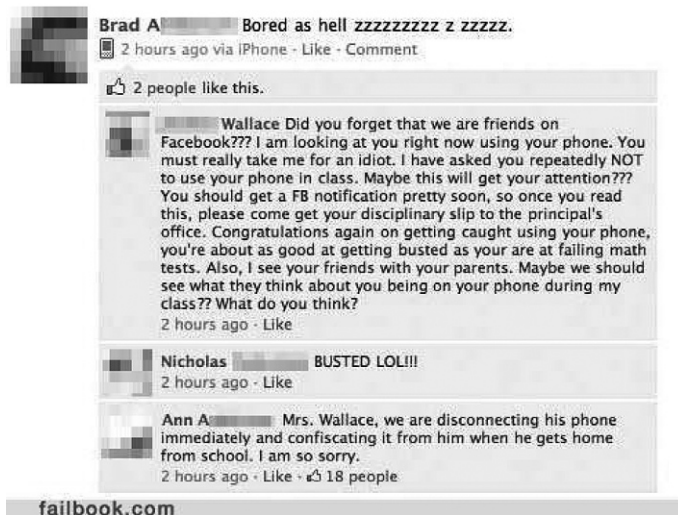 Brad A Bored as hell zzzzzzzzz z zzzzz.
2 hours ago via iPhone · Like · Comment
2 people like this.
Wallace Did you forget that we are friends on
Facebook??? I am looking at you right now using your phone. You
must really take me for an idiot. I have asked you repeatedly NOT
to use your phone in class. Maybe this will get your attention???
You should get a FB notification pretty soon, so once you read
this, please come get your disciplinary slip to the principal's
office. Congratulations again on getting caught using your phone,
you're about as good at getting busted as your are at failing math
tests. Also, I see your friends with your parents. Maybe we should
see what they think about you being on your phone during my
class?? What do you think?
2 hours ago · Like
Nicholas BUSTED LOL!!!
2 hours ago · Like
Ann A Mrs. Wallace, we are disconnecting his phone
immediately and confiscating it from him when he gets home
from school. I am so sorry.
2 hours ago · Like · 18 people
failbook.com